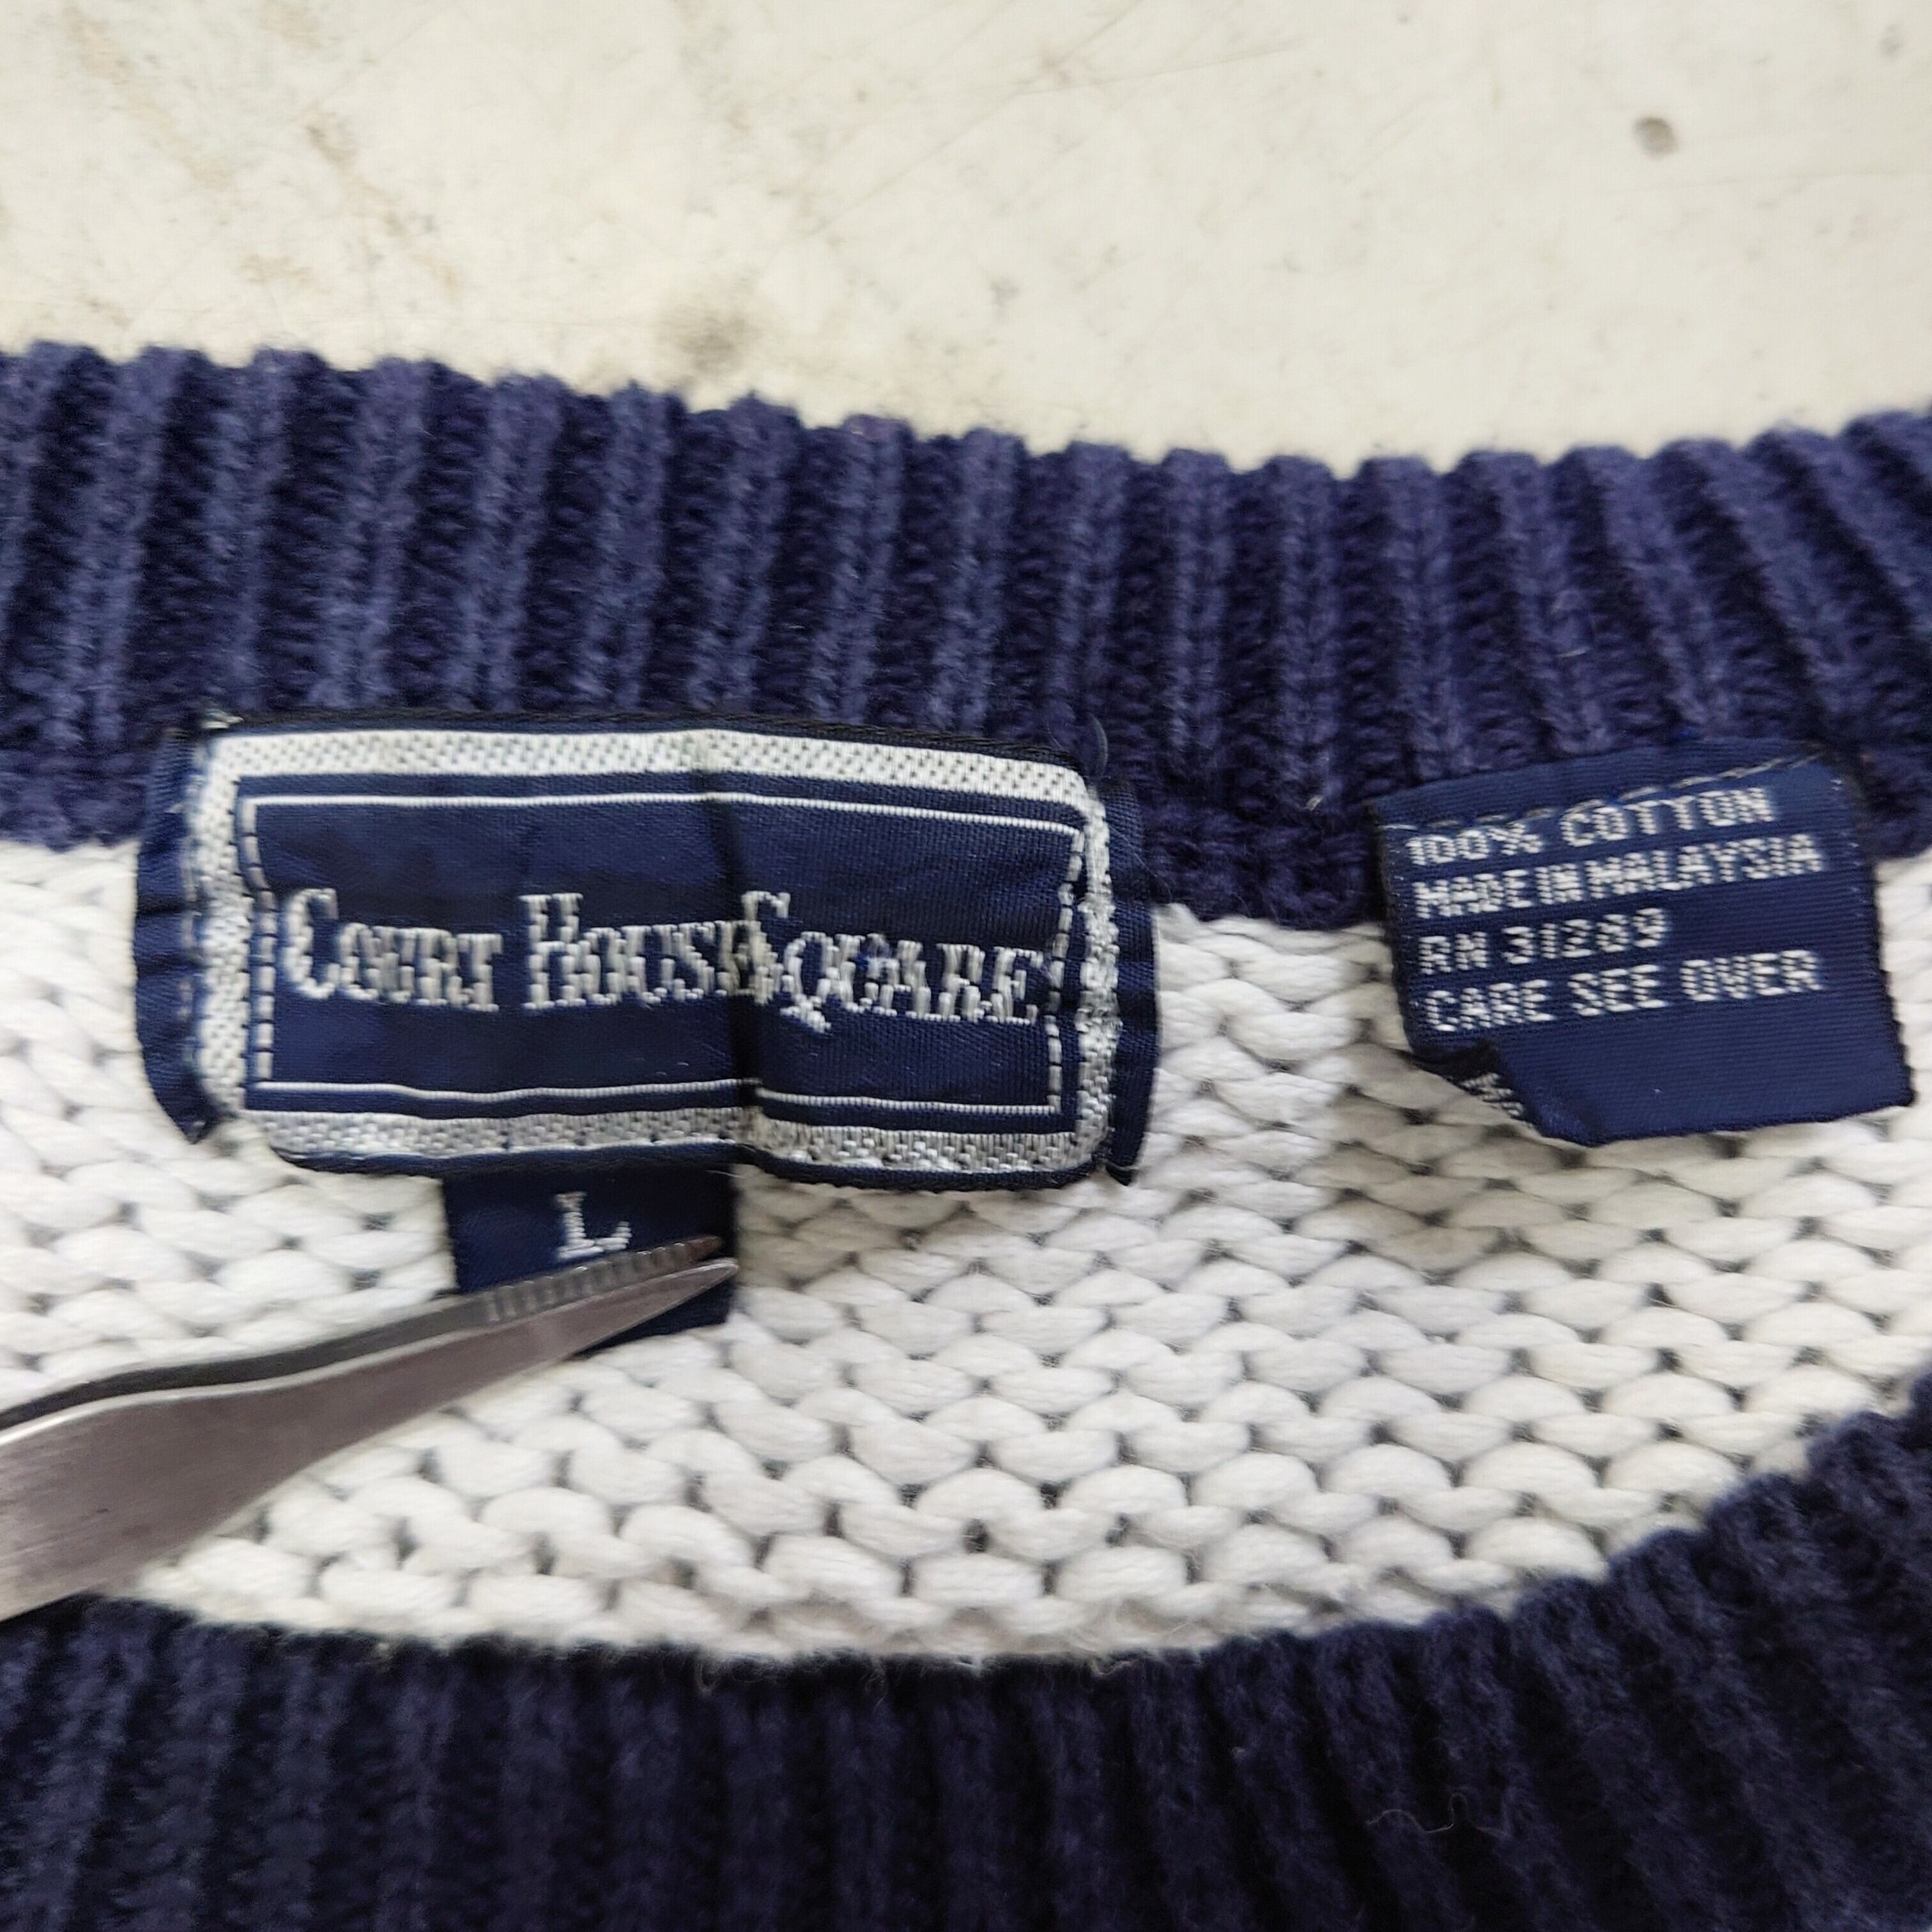 COURT HOUSE SQUARE
L
100% COTTON
MADE IN MALAYSIA
RN 31289
CARE SEE OVER